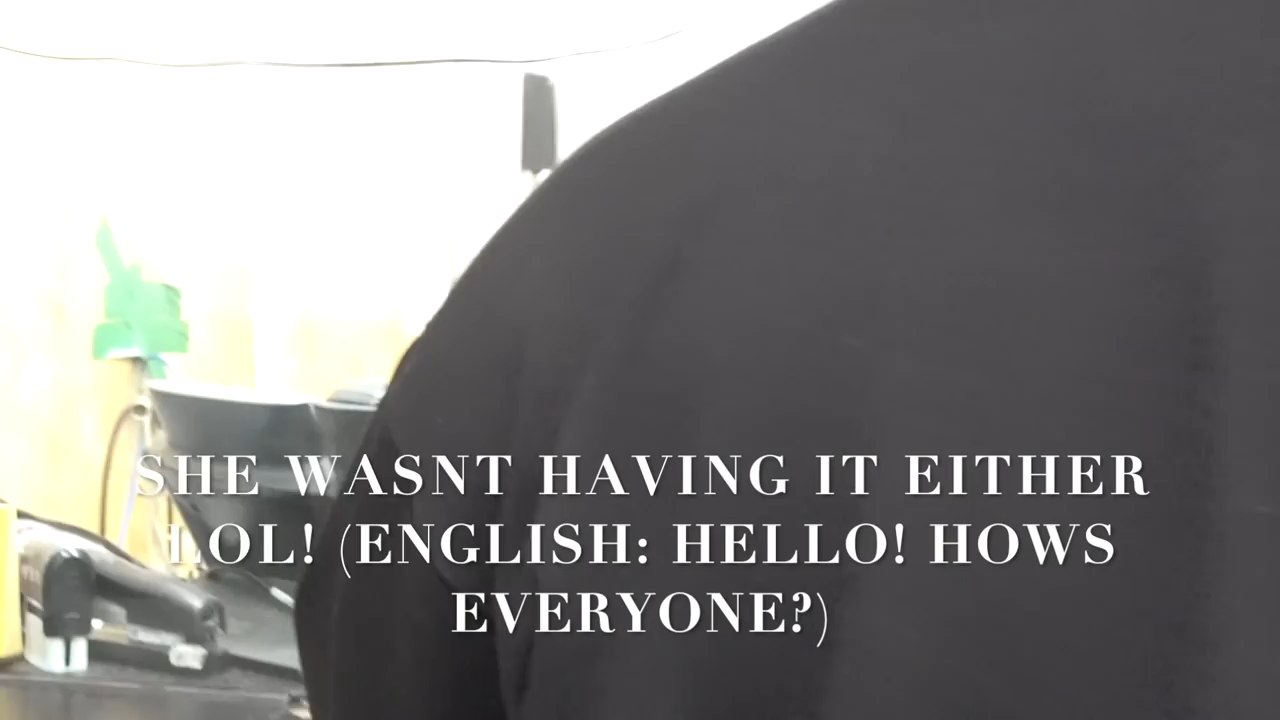 SHE WASNT HAVING IT EITHER
LOL! (ENGLISH: HELLO! HOWS
EVERYONE?)